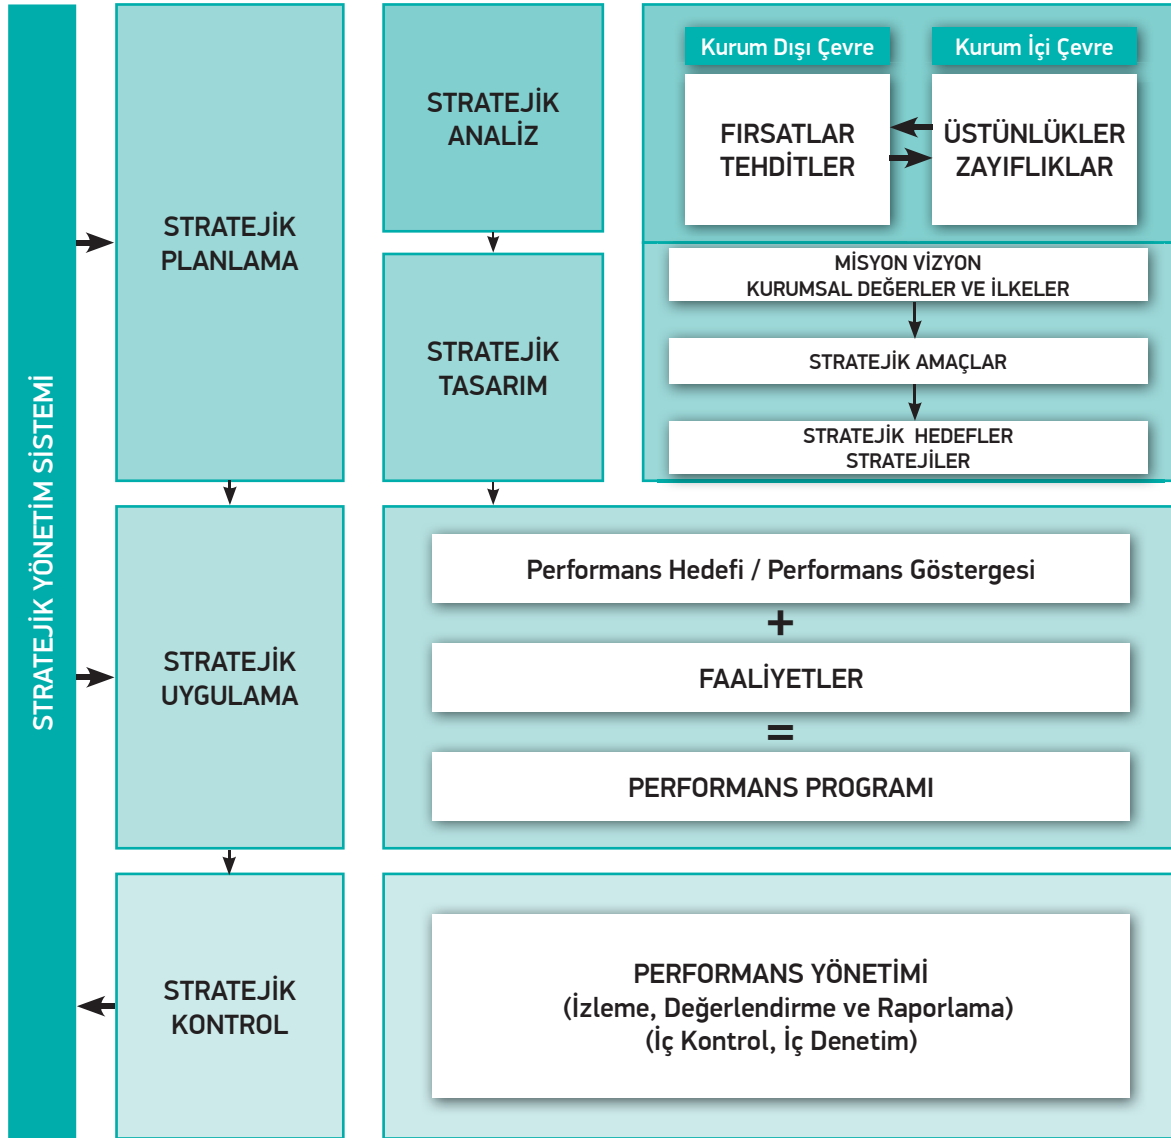 STRATEJİK YÖNETİM SİSTEMİ
STRATEJİK
PLANLAMA
STRATEJİK
ANALİZ
Kurum Dışı Çevre
Kurum İçi Çevre
FIRSATLAR
TEHDİTLER
ÜSTÜNLÜKLER
ZAYIFLIKLAR
STRATEJİK
TASARIM
MİSYON VİZYON
KURUMSAL DEĞERLER VE İLKELER
STRATEJİK AMAÇLAR
STRATEJİK HEDEFLER
STRATEJİLER
STRATEJİK
UYGULAMA
Performans Hedefi / Performans Göstergesi
+
FAALİYETLER
=
PERFORMANS PROGRAMI
STRATEJİK
KONTROL
PERFORMANS YÖNETİMİ
(İzleme, Değerlendirme ve Raporlama)
(İç Kontrol, İç Denetim)